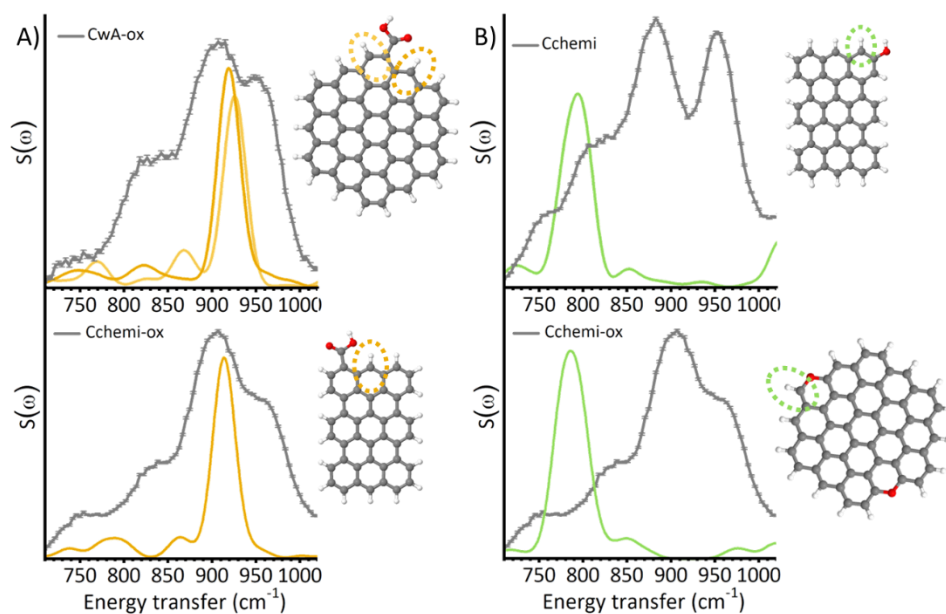 A)
CwA-ox
S(ω)
750 800 850 900 950 1000
B)
Cchemi
S(ω)
750 800 850 900 950 1000
Cchemi-ox
S(ω)
750 800 850 900 950 1000
Energy transfer (cm⁻¹)
Cchemi-ox
S(ω)
750 800 850 900 950 1000
Energy transfer (cm⁻¹)